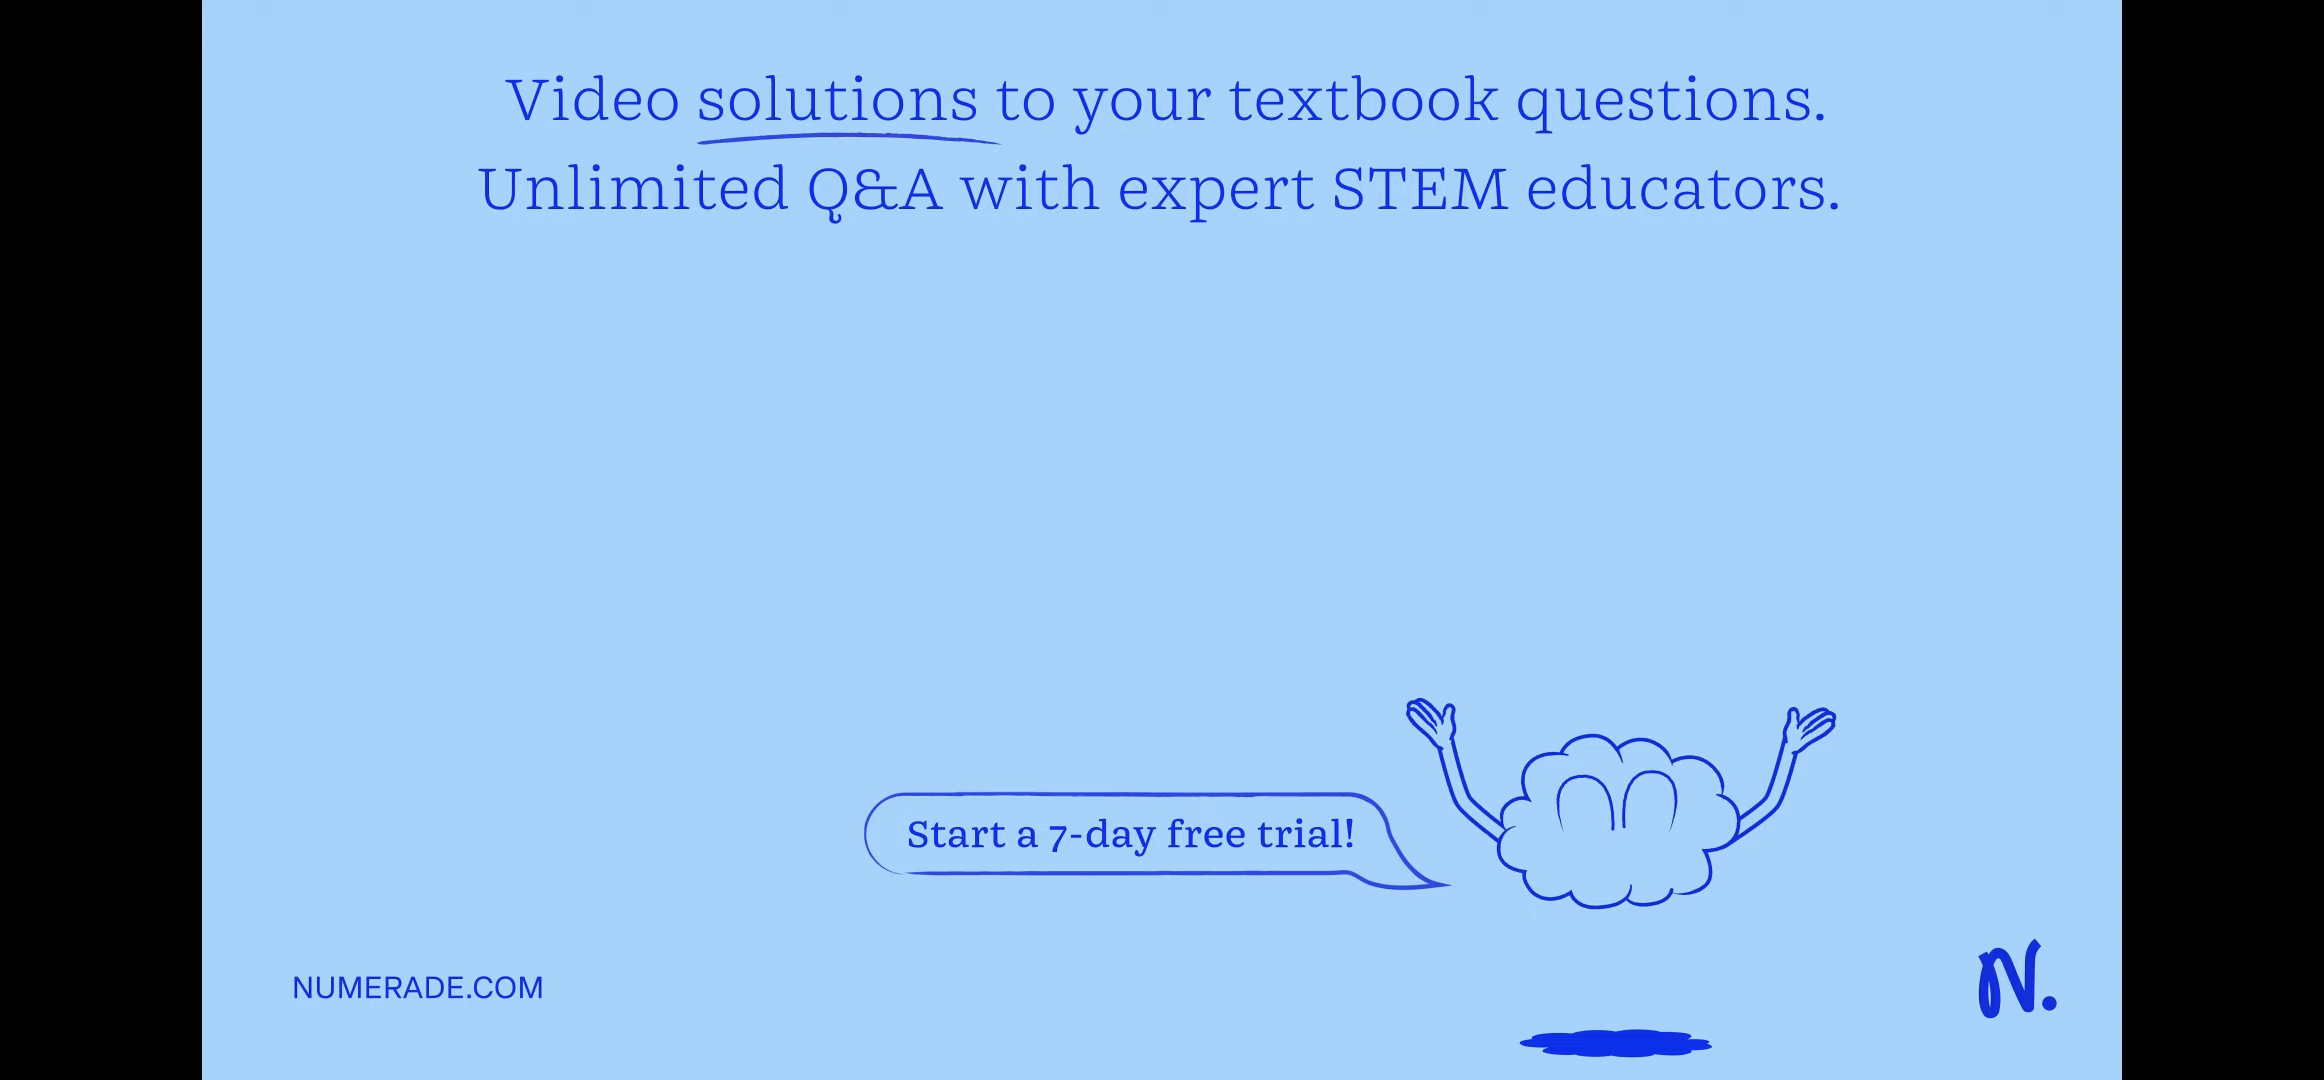 Video solutions to your textbook questions.
Unlimited Q&A with expert STEM educators.
Start a 7-day free trial!
NUMERADE.COM
N.